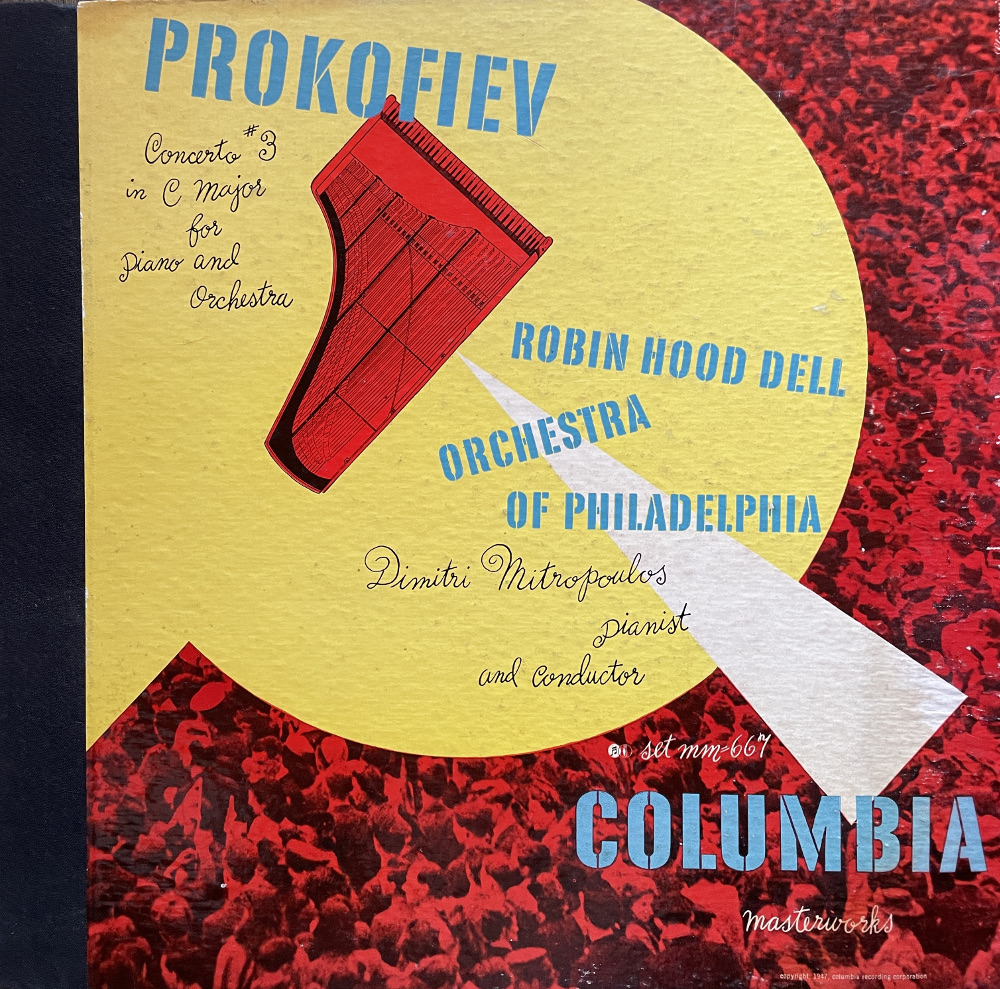 PROKOFIEV
Concerto #3
in C Major
for
Piano and
Orchestra
ROBIN HOOD DELL
ORCHESTRA
OF PHILADELPHIA
Dimitri Mitropoulos
pianist
and conductor
set mm-667
COLUMBIA
masterworks
copyright, 1947, columbia recording corporation